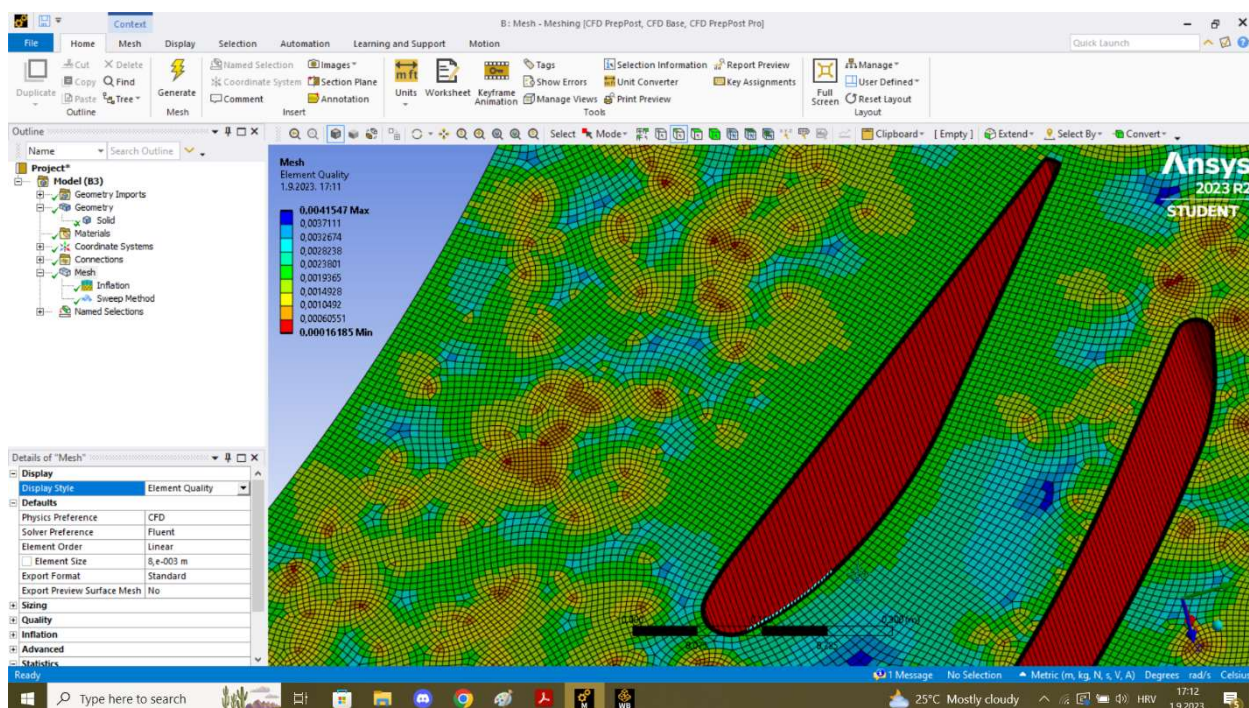 Context
B : Mesh - Meshing [CFD PrepPost, CFD Base, CFD PrepPost Pro]
File Home Mesh Display Selection Automation Learning and Support Motion
Quick Launch
Duplicate
Cut
Copy
Paste
Delete
Find
Tree
Outline
Generate
Mesh
Named Selection
Coordinate System
Comment
Images
Section Plane
Annotation
Insert
Units
Worksheet
Keyframe Animation
Tags
Show Errors
Manage Views
Selection Information
Unit Converter
Print Preview
Report Preview
Key Assignments
Tools
Full Screen
Manage
User Defined
Reset Layout
Layout
Outline
Name Search Outline
Select Mode Clipboard [ Empty ] Extend Select By Convert
Project*
Model (B3)
Geometry Imports
Geometry
Solid
Materials
Coordinate Systems
Connections
Mesh
Inflation
Sweep Method
Named Selections
Mesh
Element Quality
1.9.2023. 17:11
0,0041547 Max
0,0037111
0,0032674
0,0028238
0,0023801
0,0019365
0,0014928
0,0010492
0,00060551
0,00016185 Min
Ansys
2023 R2
STUDENT
Details of "Mesh"
Display
Display Style Element Quality
Defaults
Physics Preference CFD
Solver Preference Fluent
Element Order Linear
Element Size 8,e-003 m
Export Format Standard
Export Preview Surface Mesh No
Sizing
Quality
Inflation
Advanced
Statistics
Ready
1 Message No Selection Metric (m, kg, N, s, V, A) Degrees rad/s Celsius
Type here to search
25°C Mostly cloudy
HRV
17:12
1.9.2023.